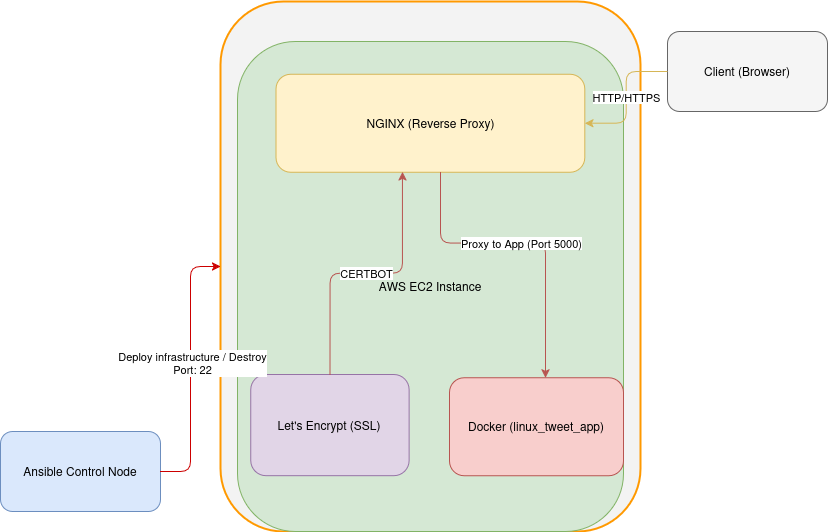 Client (Browser)
HTTP/HTTPS
NGINX (Reverse Proxy)
Proxy to App (Port 5000)
CERTBOT
AWS EC2 Instance
Deploy infrastructure / Destroy
Port: 22
Let's Encrypt (SSL)
Docker (linux_tweet_app)
Ansible Control Node